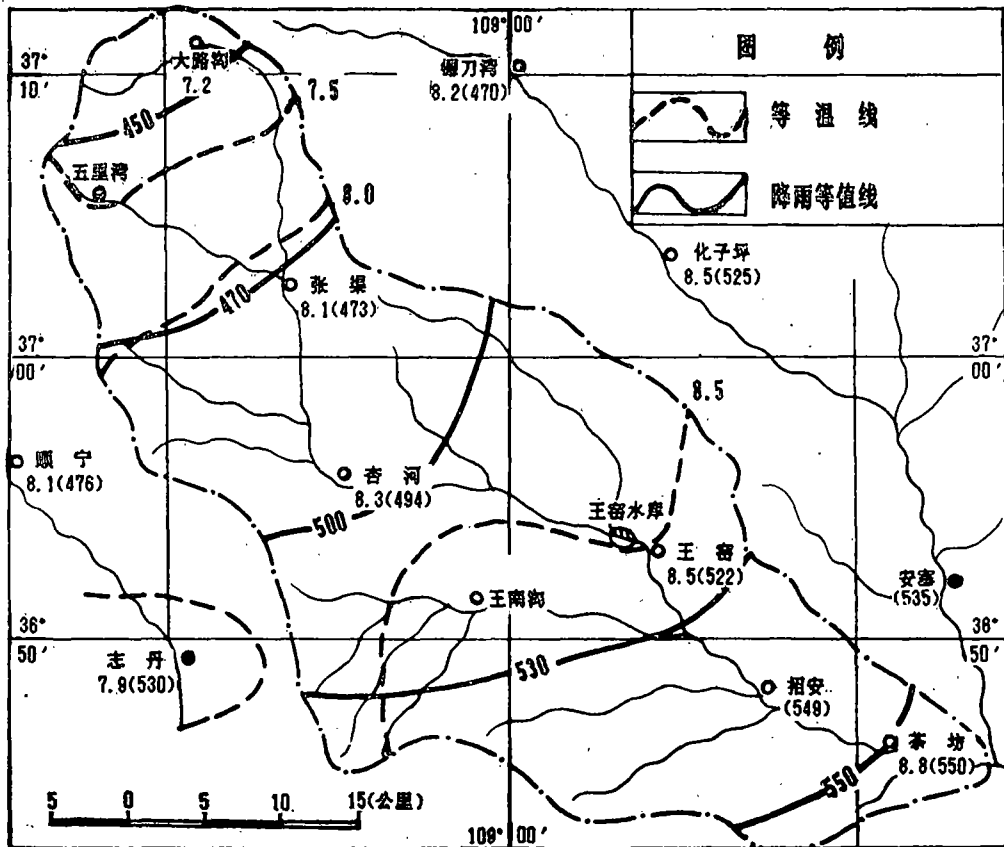 109°00′
图 例
等 温 线
降雨等值线
37°
10′
大路沟
7.2
碾刀湾
8.2(470)
7.5
450
五里湾
8.0
化子坪
8.5(525)
张 渠
8.1(473)
470
37°
00′
37°
00′
8.5
顺 宁
8.1(476)
杏 河
8.3(494)
500
王窑水库
王 窑
8.5(522)
安塞
(535)
王南沟
36°
50′
36°
50′
志 丹
7.9(530)
530
招安
(549)
茶 坊
8.8(550)
550
5 0 5 10 15(公里)
109°00′